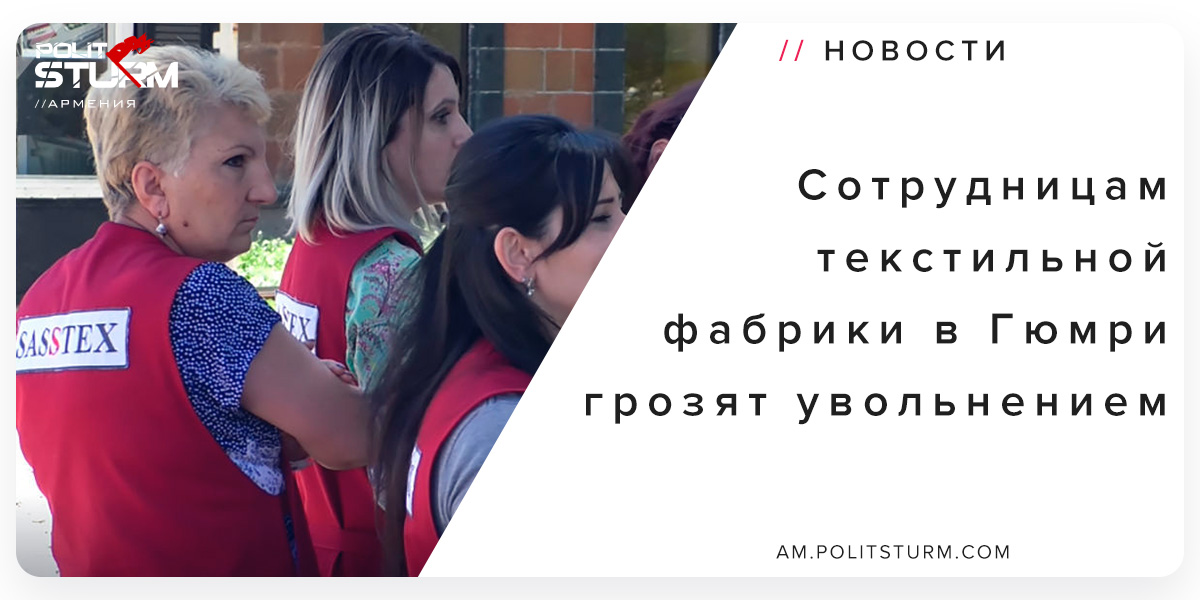 POLIT
STURM
//АРМЕНИЯ
// НОВОСТИ
Сотрудницам
текстильной
фабрики в Гюмри
грозят увольнением
SASSTEX
AM.POLITSTURM.COM